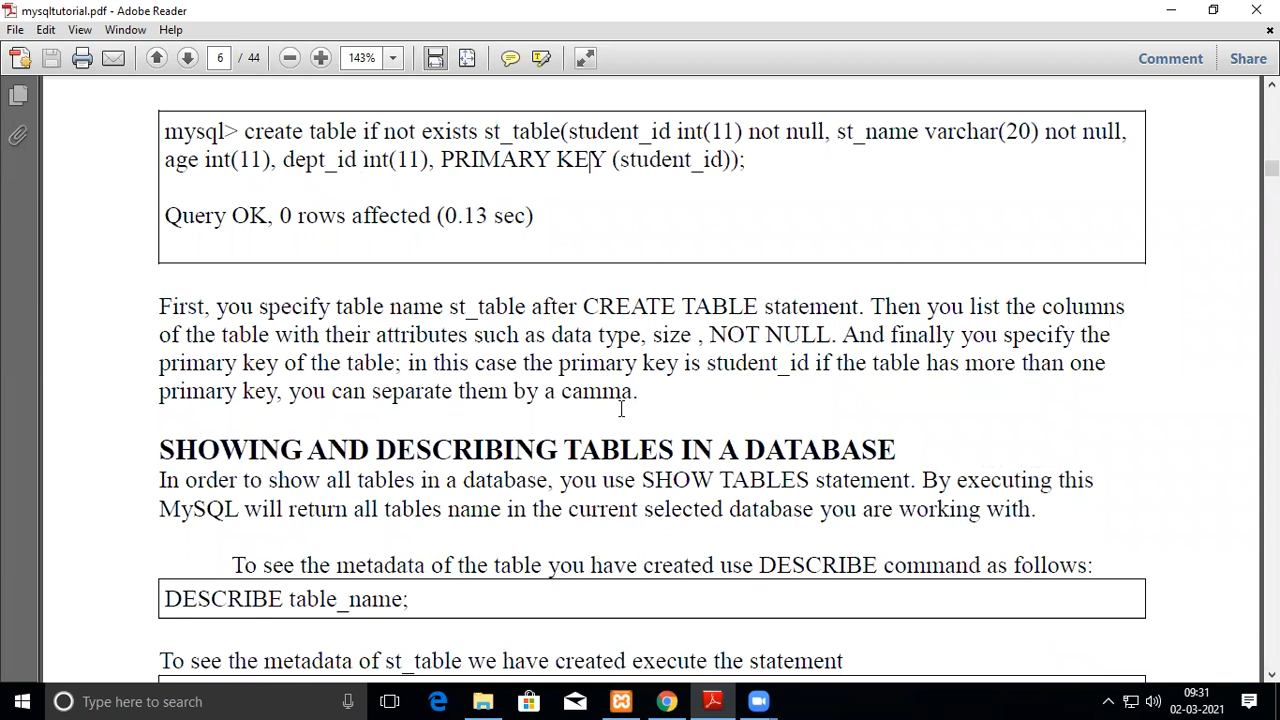 mysqltutorial.pdf - Adobe Reader
File Edit View Window Help
6 / 44 143% Comment Share
mysql> create table if not exists st_table(student_id int(11) not null, st_name varchar(20) not null,
age int(11), dept_id int(11), PRIMARY KEY (student_id));
Query OK, 0 rows affected (0.13 sec)
First, you specify table name st_table after CREATE TABLE statement. Then you list the columns
of the table with their attributes such as data type, size , NOT NULL. And finally you specify the
primary key of the table; in this case the primary key is student_id if the table has more than one
primary key, you can separate them by a camma.
SHOWING AND DESCRIBING TABLES IN A DATABASE
In order to show all tables in a database, you use SHOW TABLES statement. By executing this
MySQL will return all tables name in the current selected database you are working with.
To see the metadata of the table you have created use DESCRIBE command as follows:
DESCRIBE table_name;
To see the metadata of st_table we have created execute the statement
Type here to search
09:31
02-03-2021